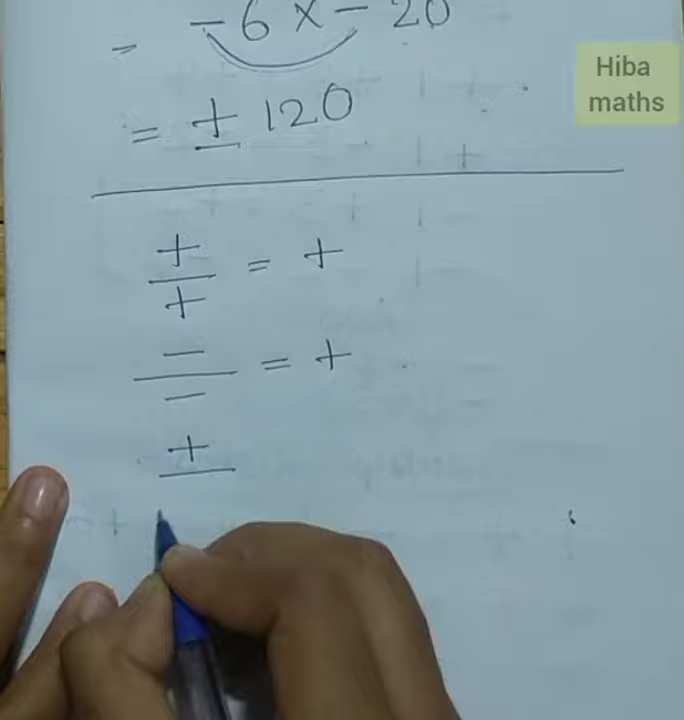 = -6 x - 20
Hiba
maths
= + 120
+
+/+ = +
-/- = +
+